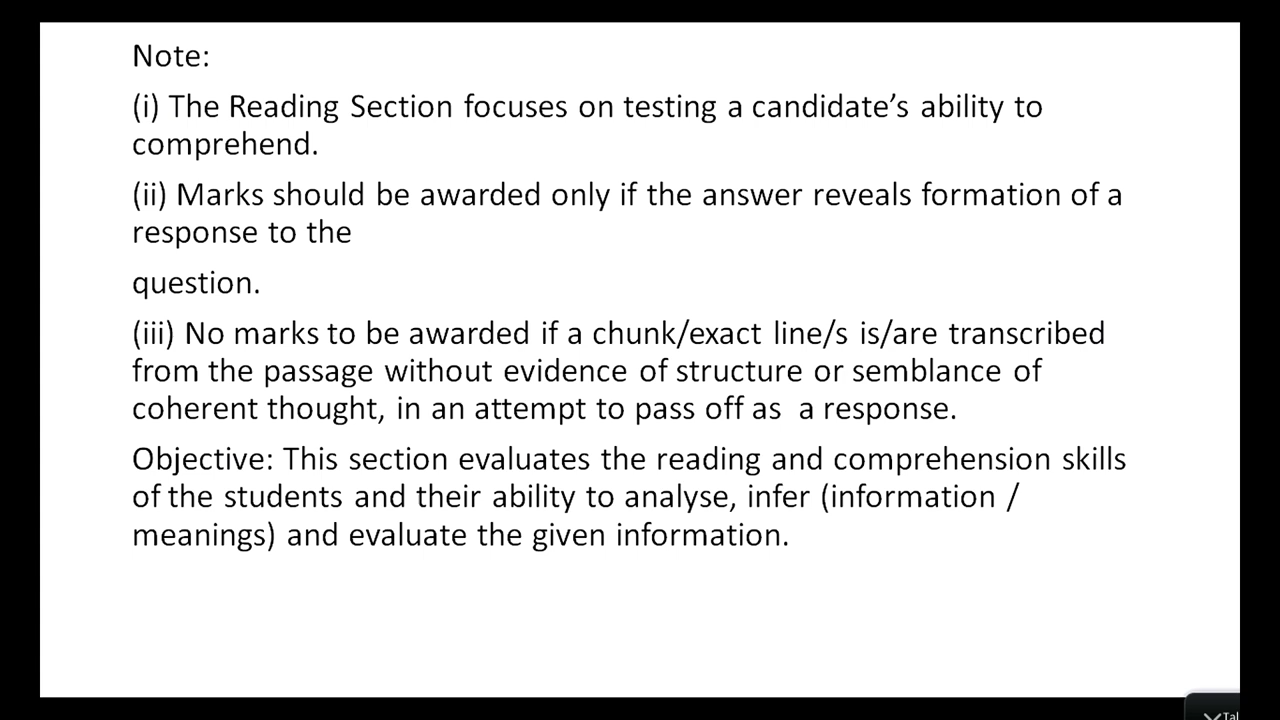 Note:
(i) The Reading Section focuses on testing a candidate’s ability to
comprehend.
(ii) Marks should be awarded only if the answer reveals formation of a
response to the
question.
(iii) No marks to be awarded if a chunk/exact line/s is/are transcribed
from the passage without evidence of structure or semblance of
coherent thought, in an attempt to pass off as  a response.
Objective: This section evaluates the reading and comprehension skills
of the students and their ability to analyse, infer (information /
meanings) and evaluate the given information.